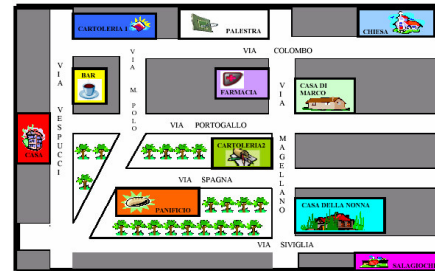 CARTOLERIA 1
PALESTRA
CHIESA
VIA COLOMBO
VIA VESPUCCI
BAR
VIA M. POLO
FARMACIA
VIA MAGELLANO
CASA DI
MARCO
VIA PORTOGALLO
CASA
CARTOLERIA2
VIA SPAGNA
PANIFICIO
CASA DELLA NONNA
VIA SIVIGLIA
SALAGIOCHI